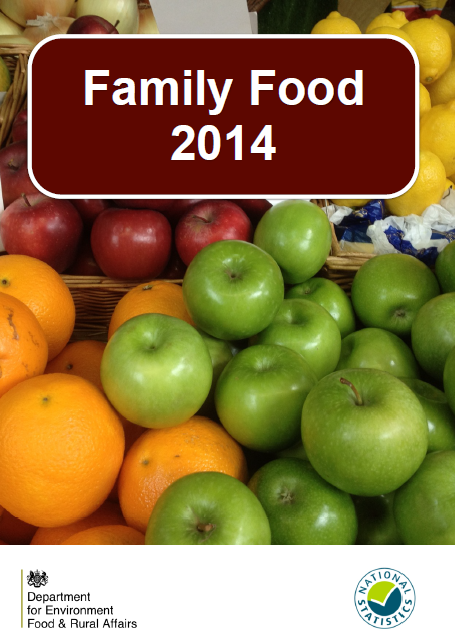 Family Food
2014
Department
for Environment
Food & Rural Affairs
NATIONAL
STATISTICS